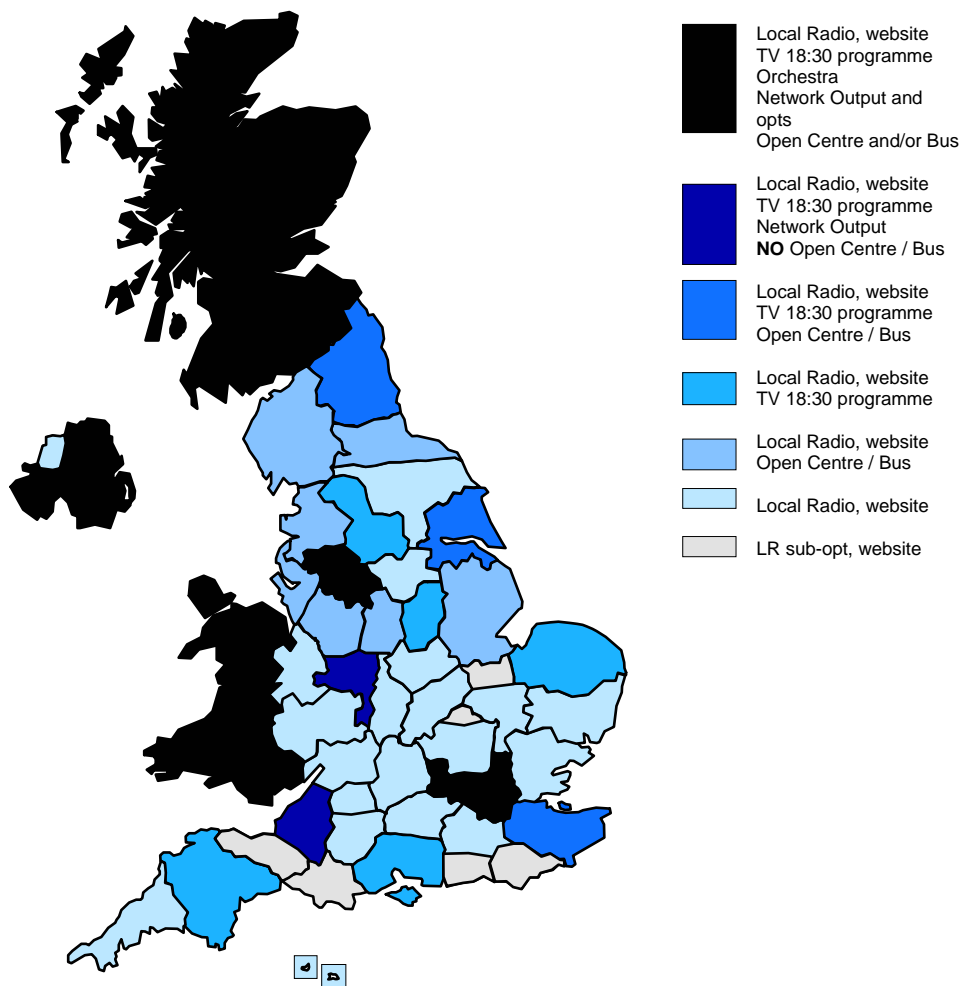 Local Radio, website
TV 18:30 programme
Orchestra
Network Output and
opts
Open Centre and/or Bus
Local Radio, website
TV 18:30 programme
Network Output
NO Open Centre / Bus
Local Radio, website
TV 18:30 programme
Open Centre / Bus
Local Radio, website
TV 18:30 programme
Local Radio, website
Open Centre / Bus
Local Radio, website
LR sub-opt, website